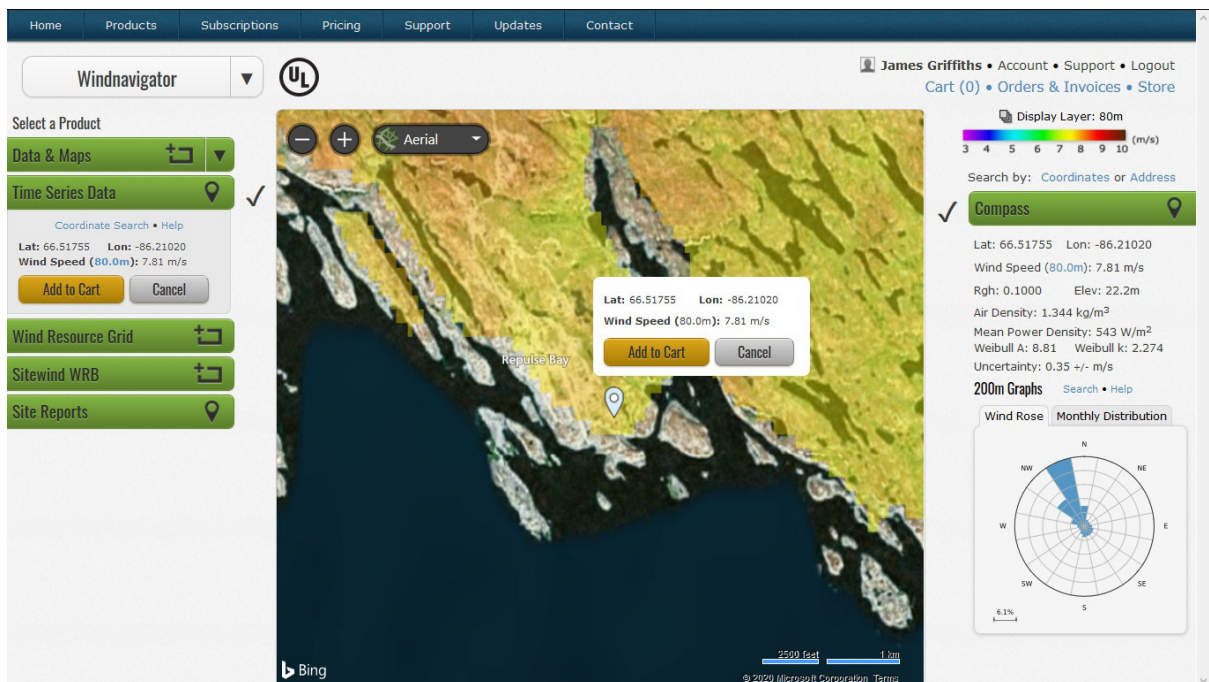 Home Products Subscriptions Pricing Support Updates Contact
Windnavigator
UL
James Griffiths • Account • Support • Logout
Cart (0) • Orders & Invoices • Store
Select a Product
Data & Maps
Time Series Data
Coordinate Search • Help
Lat: 66.51755 Lon: -86.21020
Wind Speed (80.0m): 7.81 m/s
Add to Cart Cancel
Wind Resource Grid
Sitewind WRB
Site Reports
Aerial
Lat: 66.51755 Lon: -86.21020
Wind Speed (80.0m): 7.81 m/s
Add to Cart Cancel
Repulse Bay
2500 feet 1 km
Bing
© 2020 Microsoft Corporation Terms
Display Layer: 80m
3 4 5 6 7 8 9 10 (m/s)
Search by: Coordinates or Address
Compass
Lat: 66.51755 Lon: -86.21020
Wind Speed (80.0m): 7.81 m/s
Rgh: 0.1000 Elev: 22.2m
Air Density: 1.344 kg/m³
Mean Power Density: 543 W/m²
Weibull A: 8.81 Weibull k: 2.274
Uncertainty: 0.35 +/- m/s
200m Graphs Search • Help
Wind Rose Monthly Distribution
N
NW NE
W E
SW SE
S
6.1%